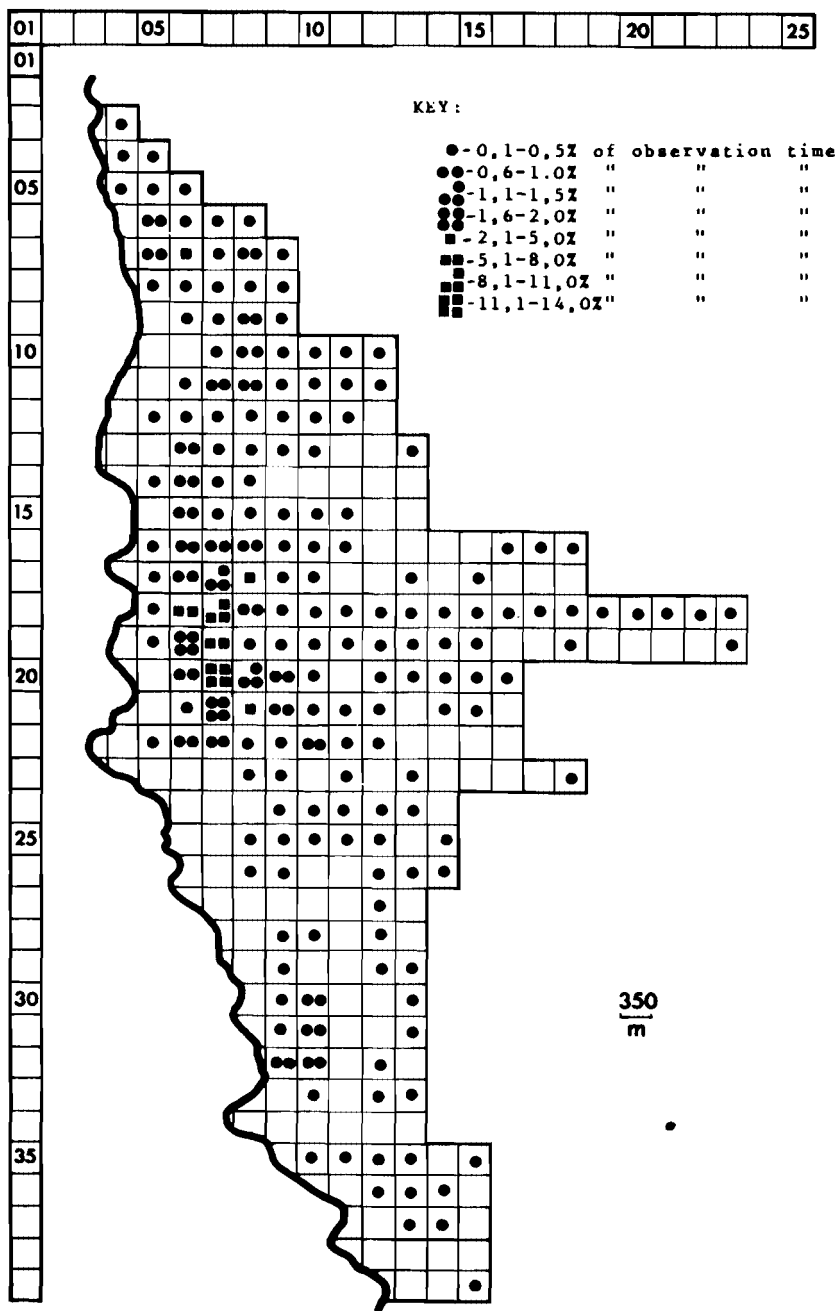 01 05 10 15 20 25
01
KEY:
●-0,1-0,5% of observation time
●●-0,6-1.0% " " "
-1,1-1,5% " " "
-1,6-2,0% " " "
■-2,1-5,0% " " "
■■-5,1-8,0% " " "
-8,1-11,0% " " "
-11,1-14,0% " " "
05
10
15
20
25
30
350
m
35